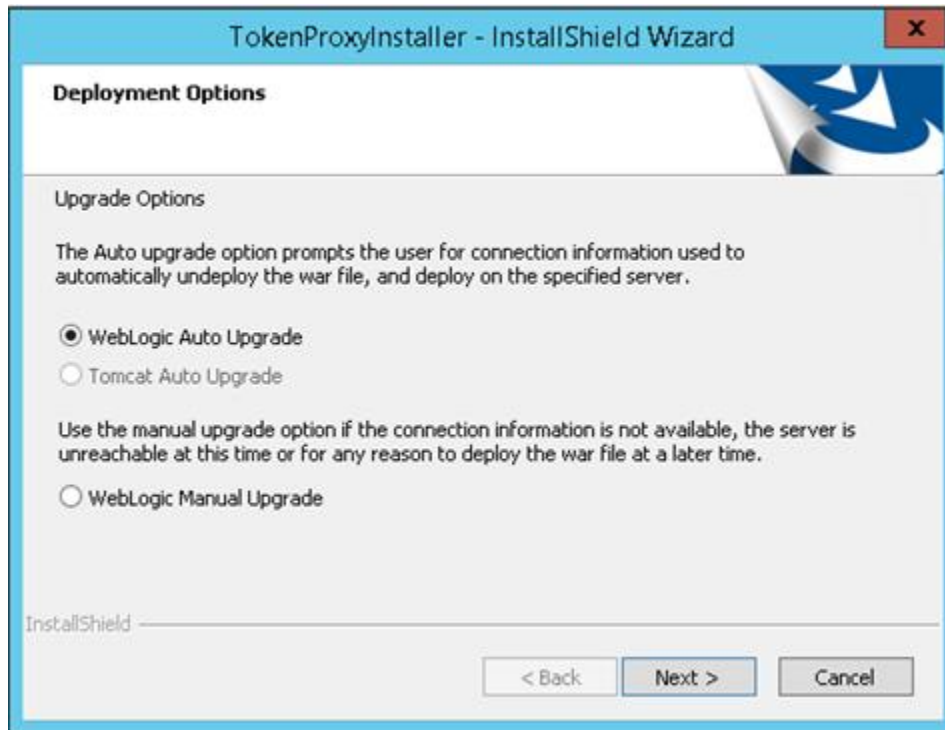 TokenProxyInstaller - InstallShield Wizard
x
Deployment Options
Upgrade Options
The Auto upgrade option prompts the user for connection information used to
automatically undeploy the war file, and deploy on the specified server.
WebLogic Auto Upgrade
Tomcat Auto Upgrade
Use the manual upgrade option if the connection information is not available, the server is
unreachable at this time or for any reason to deploy the war file at a later time.
WebLogic Manual Upgrade
InstallShield
< Back Next > Cancel